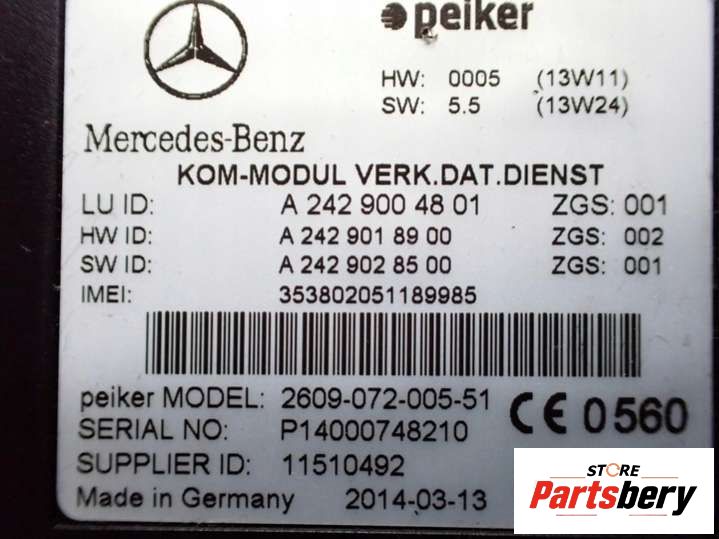 peiker
HW: 0005 (13W11)
SW: 5.5 (13W24)
Mercedes-Benz
KOM-MODUL VERK.DAT.DIENST
LU ID: A 242 900 48 01 ZGS: 001
HW ID: A 242 901 89 00 ZGS: 002
SW ID: A 242 902 85 00 ZGS: 001
IMEI: 353802051189985
peiker MODEL: 2609-072-005-51
CE 0560
SERIAL NO: P14000748210
SUPPLIER ID: 11510492
Made in Germany 2014-03-13
STORE
Partsbery